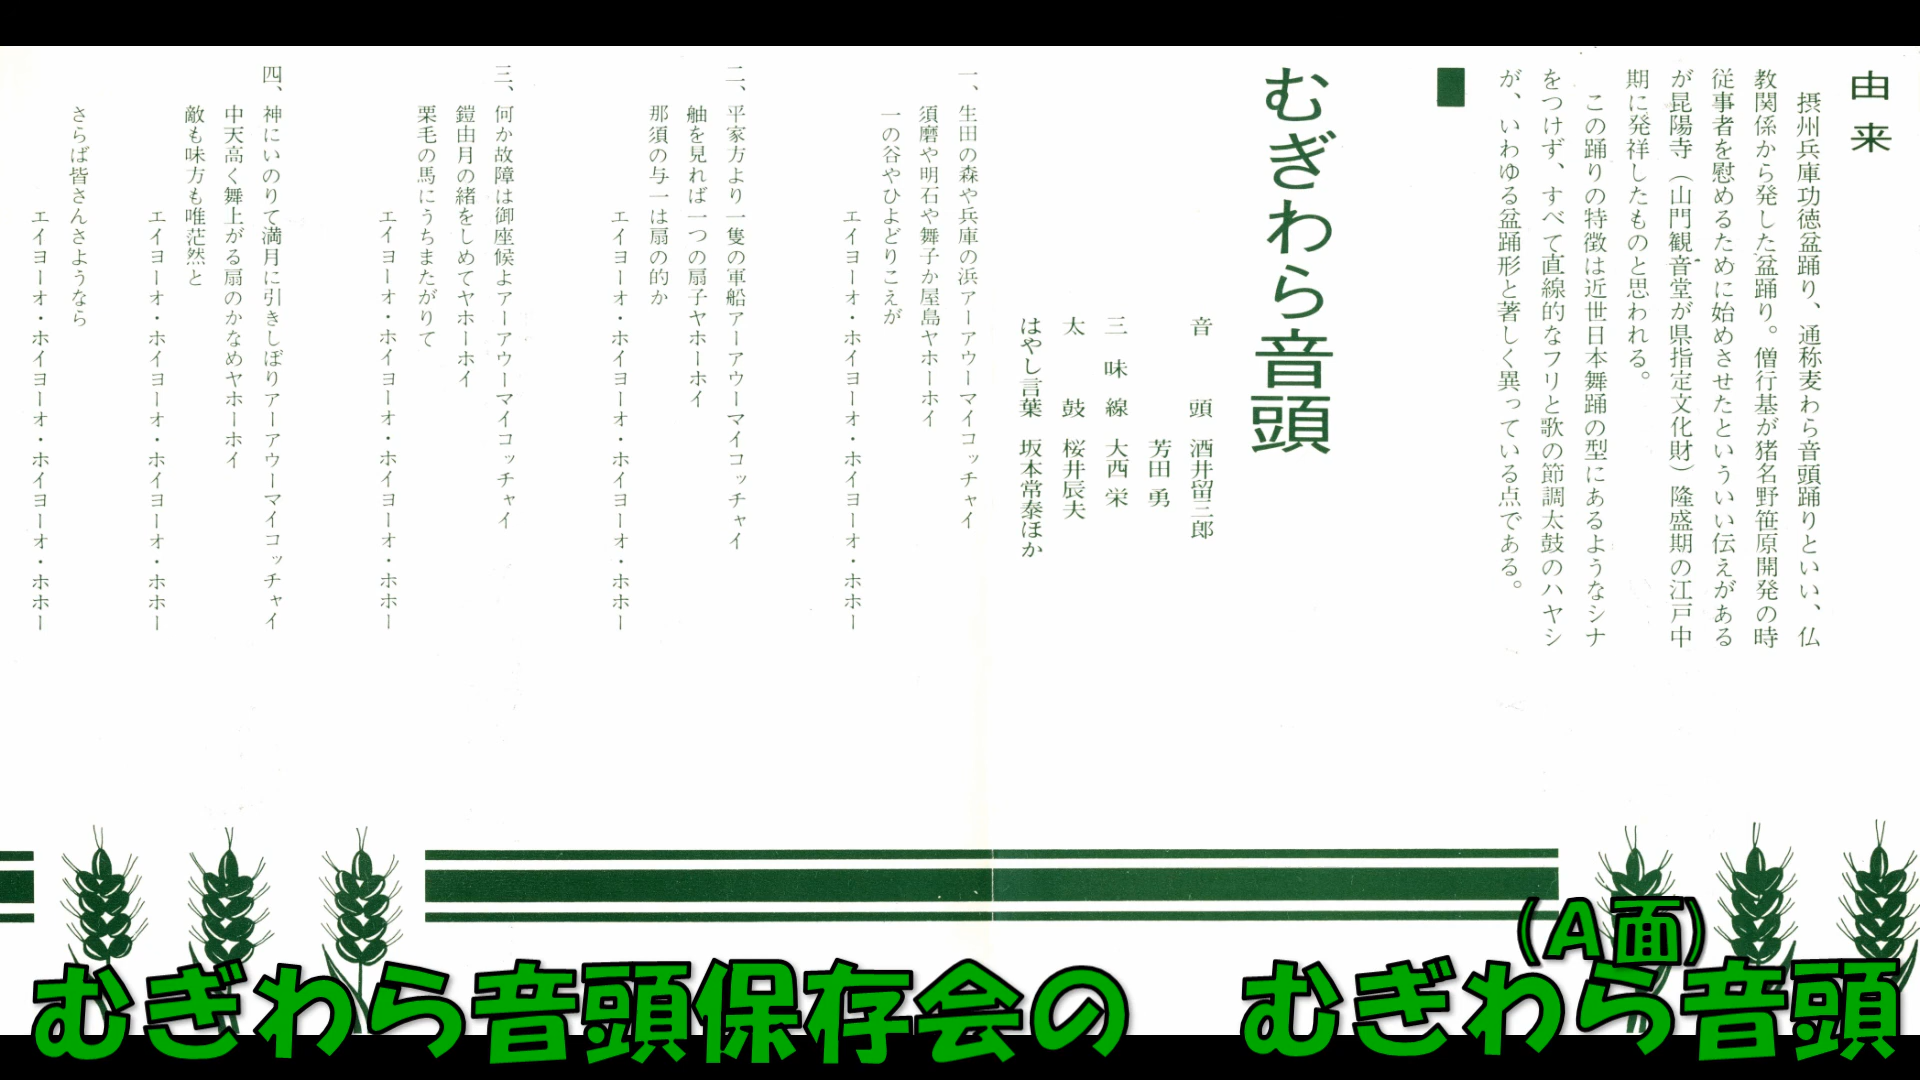 由来
摂州兵庫功徳盆踊り、通称麦わら音頭踊りといい、仏
教関係から発した盆踊り。僧行基が猪名野笹原開発の時
従事者を慰めるために始めさせたといういい伝えがある
が昆陽寺（山門観音堂が県指定文化財）隆盛期の江戸中
期に発祥したものと思われる。
この踊りの特徴は近世日本舞踊の型にあるようなシナ
をつけず、すべて直線的なフリと歌の節調太鼓のハヤシ
が、いわゆる盆踊形と著しく異っている点である。
むぎわら音頭
音頭 酒井留三郎
芳田勇
三味線 大西栄
太鼓 桜井辰夫
はやし言葉 坂本常泰ほか
一、生田の森や兵庫の浜アーアウーマイコッチャイ
須磨や明石や舞子か屋島ヤホーホイ
一の谷やひよどりこえが
エイヨーオ・ホイヨーオ・ホイヨーオ・ホホー
二、平家方より一隻の軍船アーアウーマイコッチャイ
舳を見れば一つの扇子ヤホーホイ
那須の与一は扇の的か
エイヨーオ・ホイヨーオ・ホイヨーオ・ホホー
三、何か故障は御座候よアーアウーマイコッチャイ
鎧由月の緒をしめてヤホーホイ
栗毛の馬にうちまたがりて
エイヨーオ・ホイヨーオ・ホイヨーオ・ホホー
四、神にいのりて満月に引きしぼりアーアウーマイコッチャイ
中天高く舞上がる扇のかなめヤホーホイ
敵も味方も唯茫然と
エイヨーオ・ホイヨーオ・ホイヨーオ・ホホー
さらば皆さんさようなら
エイヨーオ・ホイヨーオ・ホイヨーオ・ホホー
(A面)
むぎわら音頭保存会の　むぎわら音頭